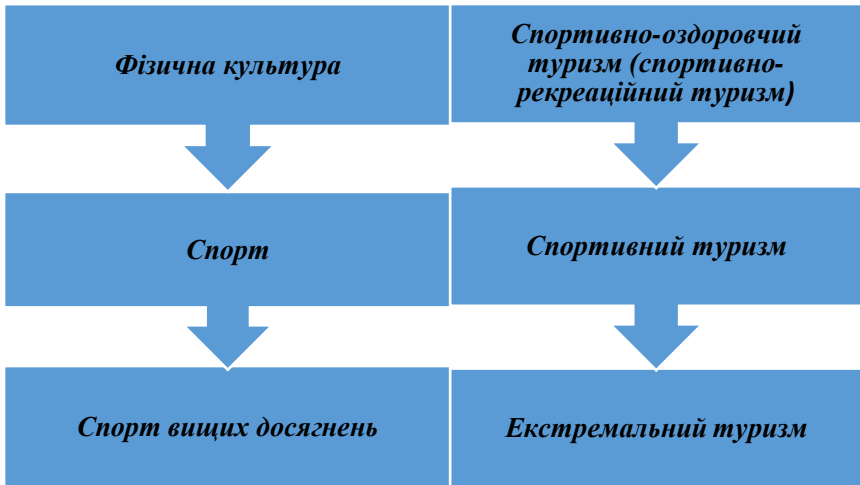 Фізична культура
Спортивно-оздоровчий
туризм (спортивно-
рекреаційний туризм)
Спорт
Спортивний туризм
Спорт вищих досягнень
Екстремальний туризм